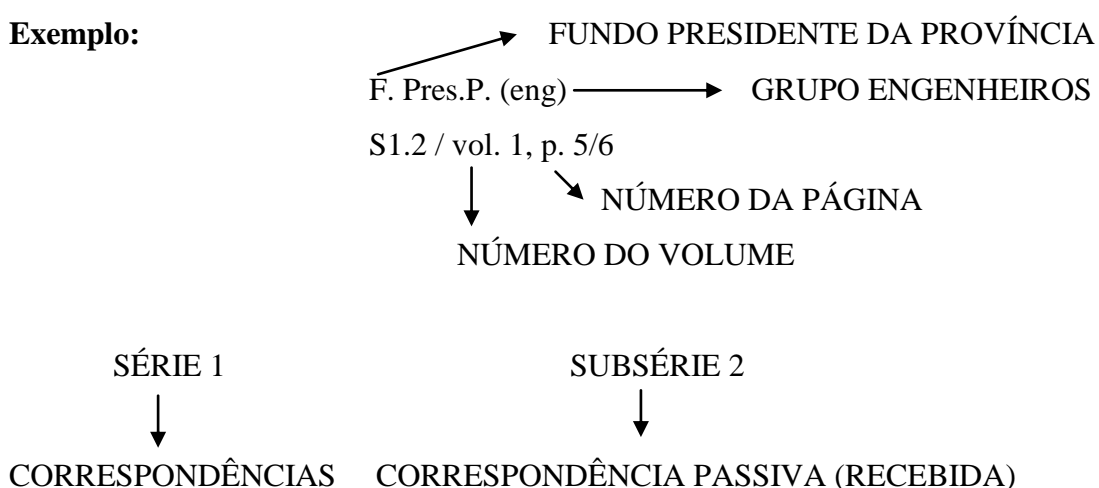 Exemplo: FUNDO PRESIDENTE DA PROVÍNCIA
F. Pres.P. (eng) GRUPO ENGENHEIROS
S1.2 / vol. 1, p. 5/6
NÚMERO DA PÁGINA
NÚMERO DO VOLUME
SÉRIE 1 SUBSÉRIE 2
CORRESPONDÊNCIAS CORRESPONDÊNCIA PASSIVA (RECEBIDA)